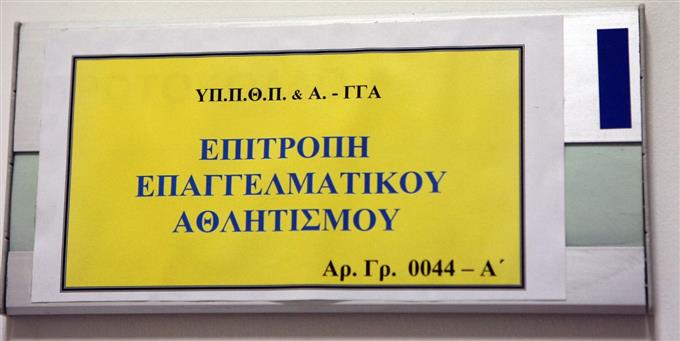 ΥΠ.Π.Θ.Π. & Α. - ΓΓΑ
ΕΠΙΤΡΟΠΗ
ΕΠΑΓΓΕΛΜΑΤΙΚΟΥ
ΑΘΛΗΤΙΣΜΟΥ
Αρ. Γρ. 0044 – Α΄